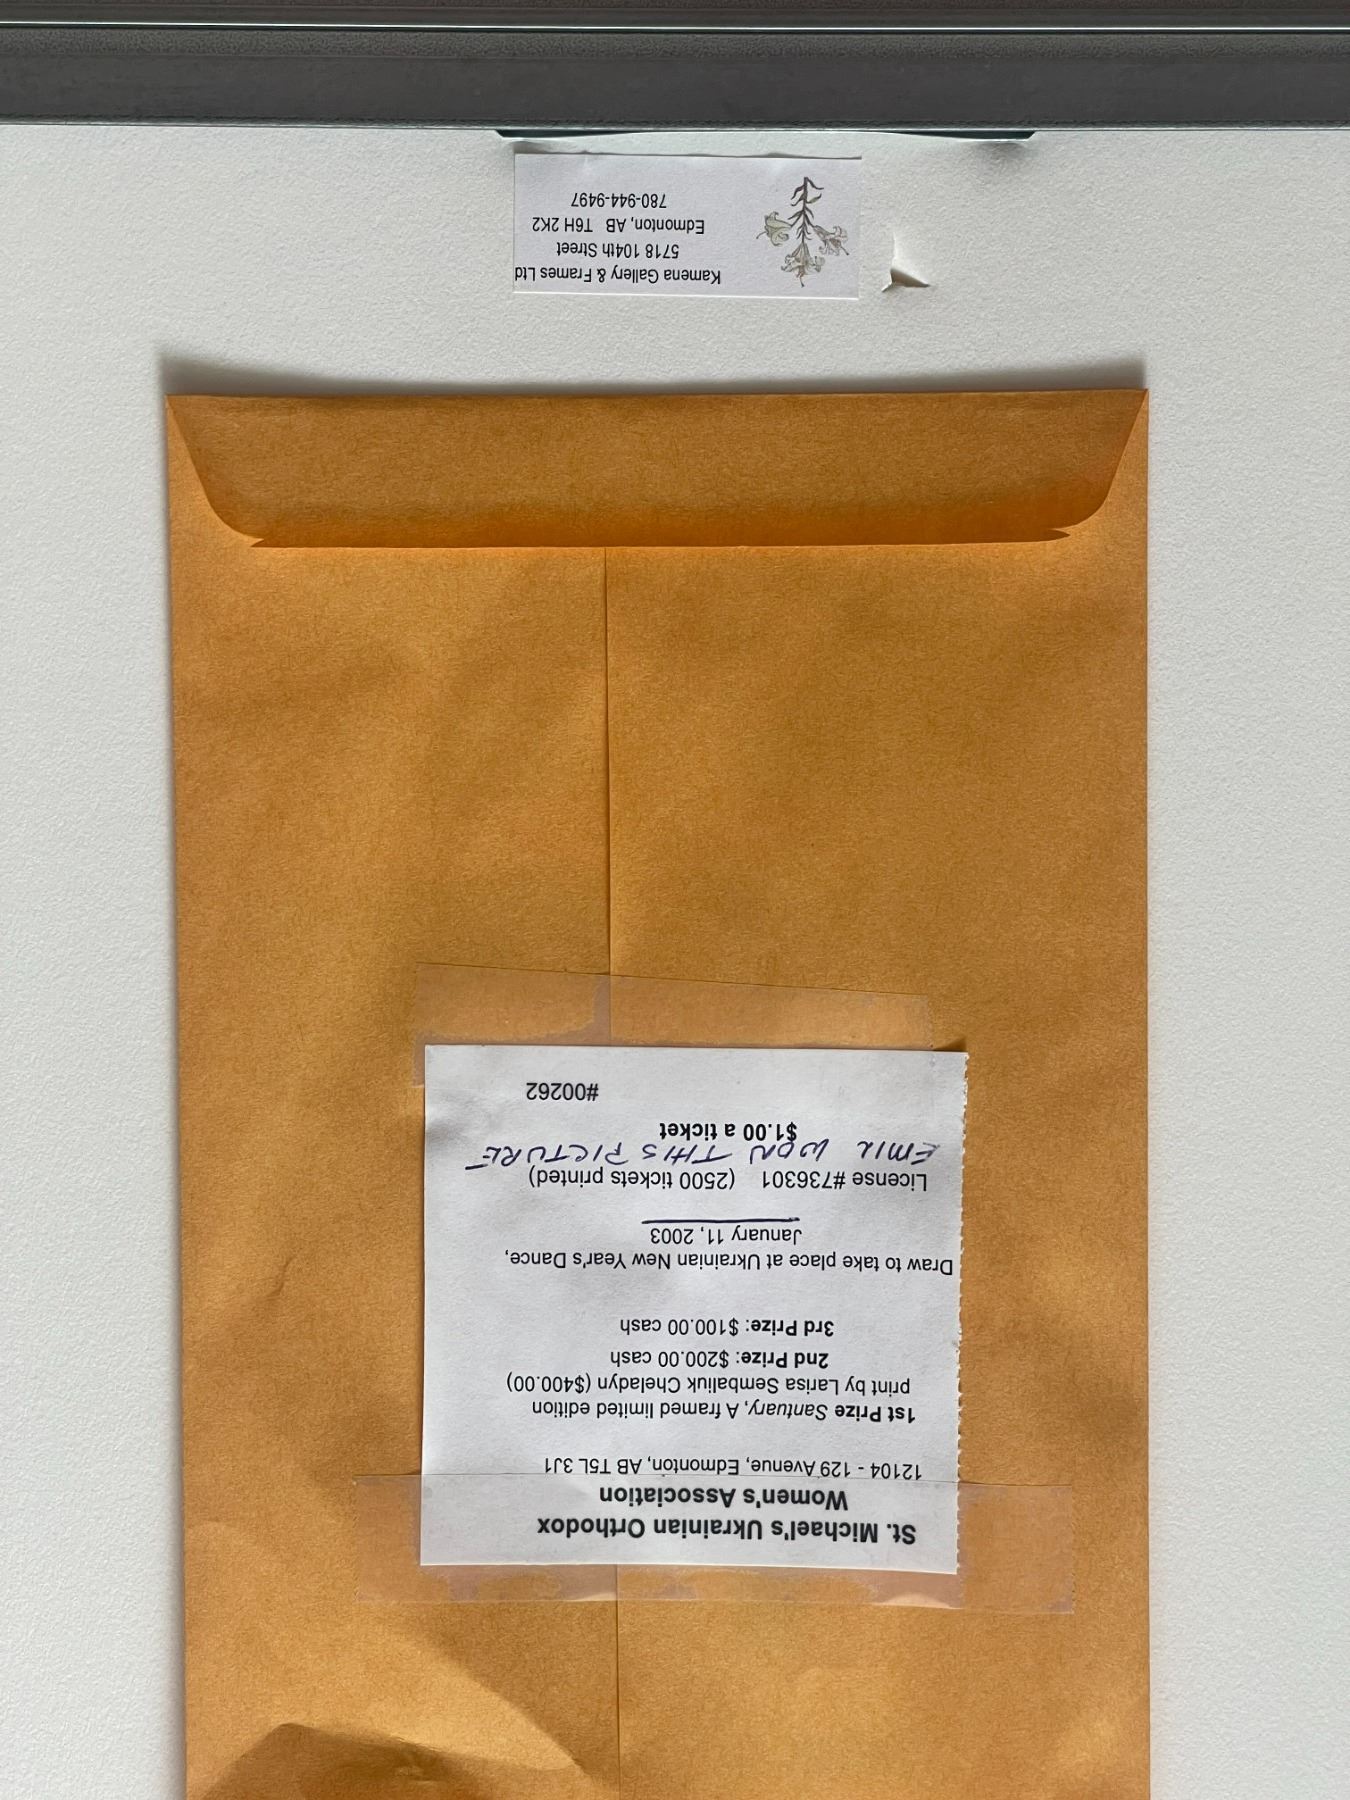 St. Michael's Ukrainian Orthodox
Women's Association
12104 - 129 Avenue, Edmonton, AB T5L 3J1
1st Prize Santuary, A framed limited edition
print by Larisa Sembaliuk Cheladyn ($400.00)
2nd Prize: $200.00 cash
3rd Prize: $100.00 cash
Draw to take place at Ukrainian New Year's Dance,
January 11, 2003
License #736301 (2500 tickets printed)
EMIL WON THIS PICTURE
$1.00 a ticket
#00262
Kamena Gallery & Frames Ltd
5718 104th Street
Edmonton, AB T6H 2K2
780-944-9497